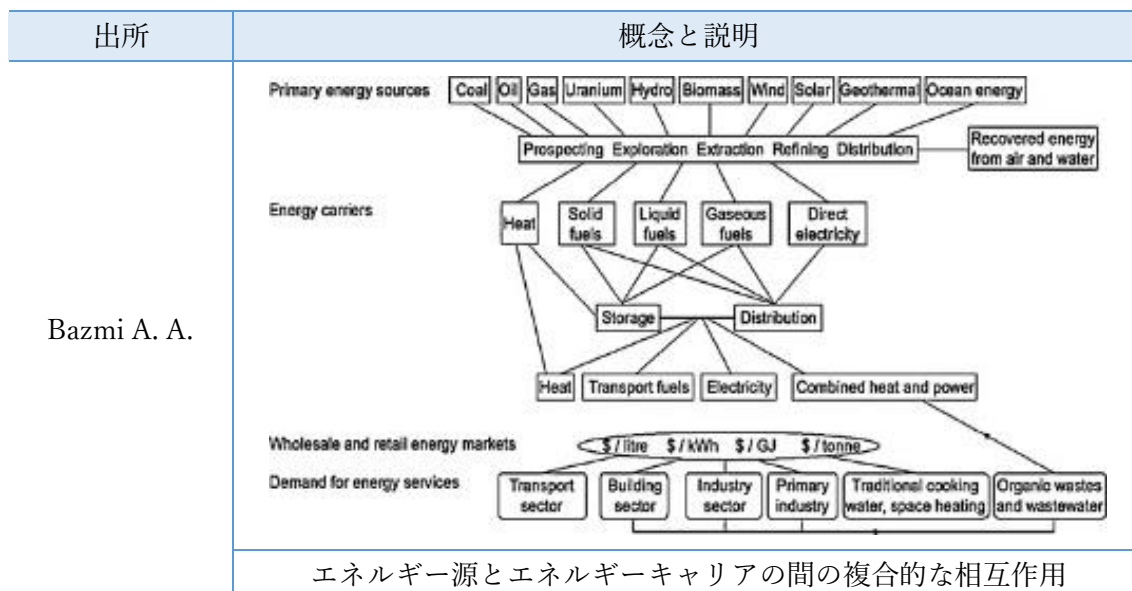 出所 概念と説明
Primary energy sources Coal Oil Gas Uranium Hydro Biomass Wind Solar Geothermal Ocean energy
Prospecting Exploration Extraction Refining Distribution
Recovered energy
from air and water
Energy carriers
Heat
Solid
fuels
Liquid
fuels
Gaseous
fuels
Direct
electricity
Storage Distribution
Bazmi A. A.
Heat Transport fuels Electricity Combined heat and power
Wholesale and retail energy markets $ / litre $ / kWh $ / GJ $ / tonne
Demand for energy services
Transport
sector
Building
sector
Industry
sector
Primary
industry
Traditional cooking
water, space heating
Organic wastes
and wastewater
エネルギー源とエネルギーキャリアの間の複合的な相互作用